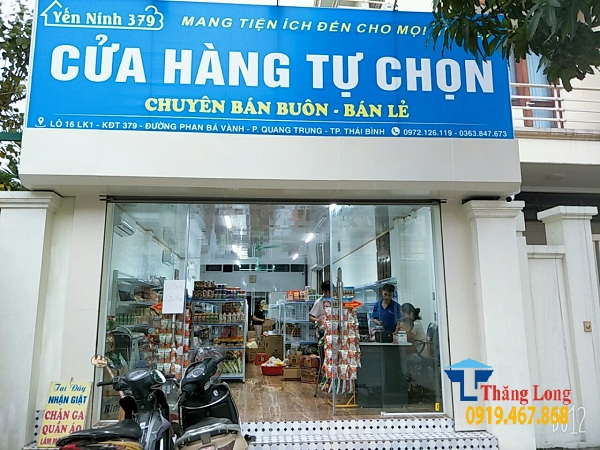 Yến Ninh 379
MANG TIỆN ÍCH ĐẾN CHO MỌI
CỬA HÀNG TỰ CHỌN
CHUYÊN BÁN BUÔN - BÁN LẺ
LÔ 16 LK1 - KĐT 379 - ĐƯỜNG PHAN BÁ VÀNH - P. QUANG TRUNG - TP. THÁI BÌNH 0972.126.119 - 0363.847.673
Tại Đây
NHẬN GIẶT
CHĂN GA
QUẦN ÁO
Thăng Long
0919.467.868